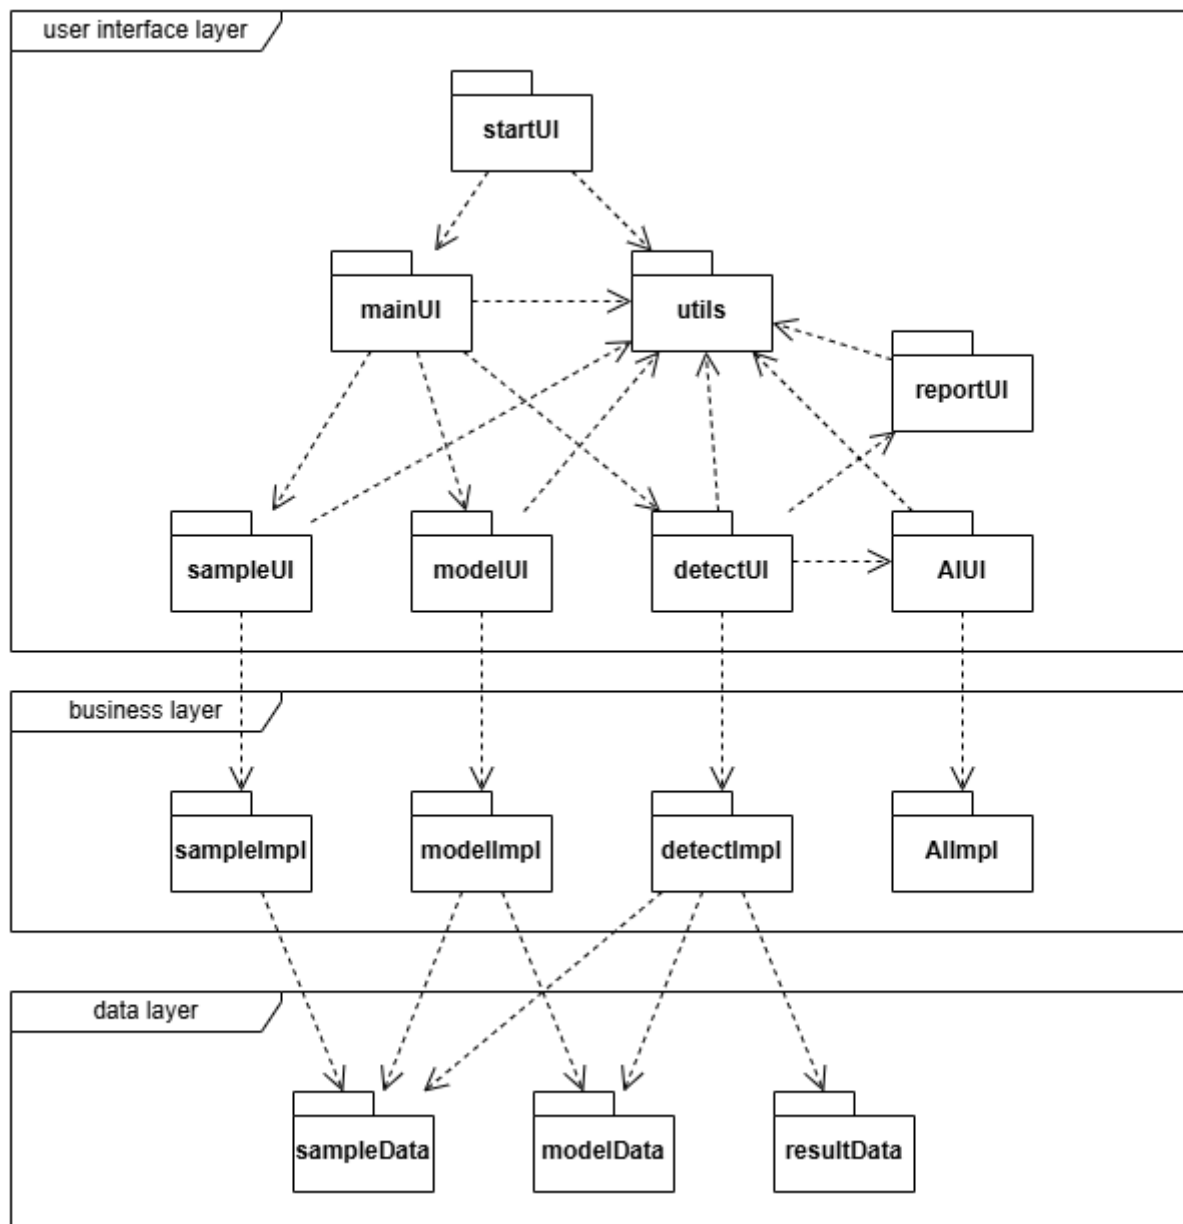 user interface layer
startUI
mainUI
utils
reportUI
sampleUI
modelUI
detectUI
AIUI
business layer
sampleImpl
modelImpl
detectImpl
AIImpl
data layer
sampleData
modelData
resultData